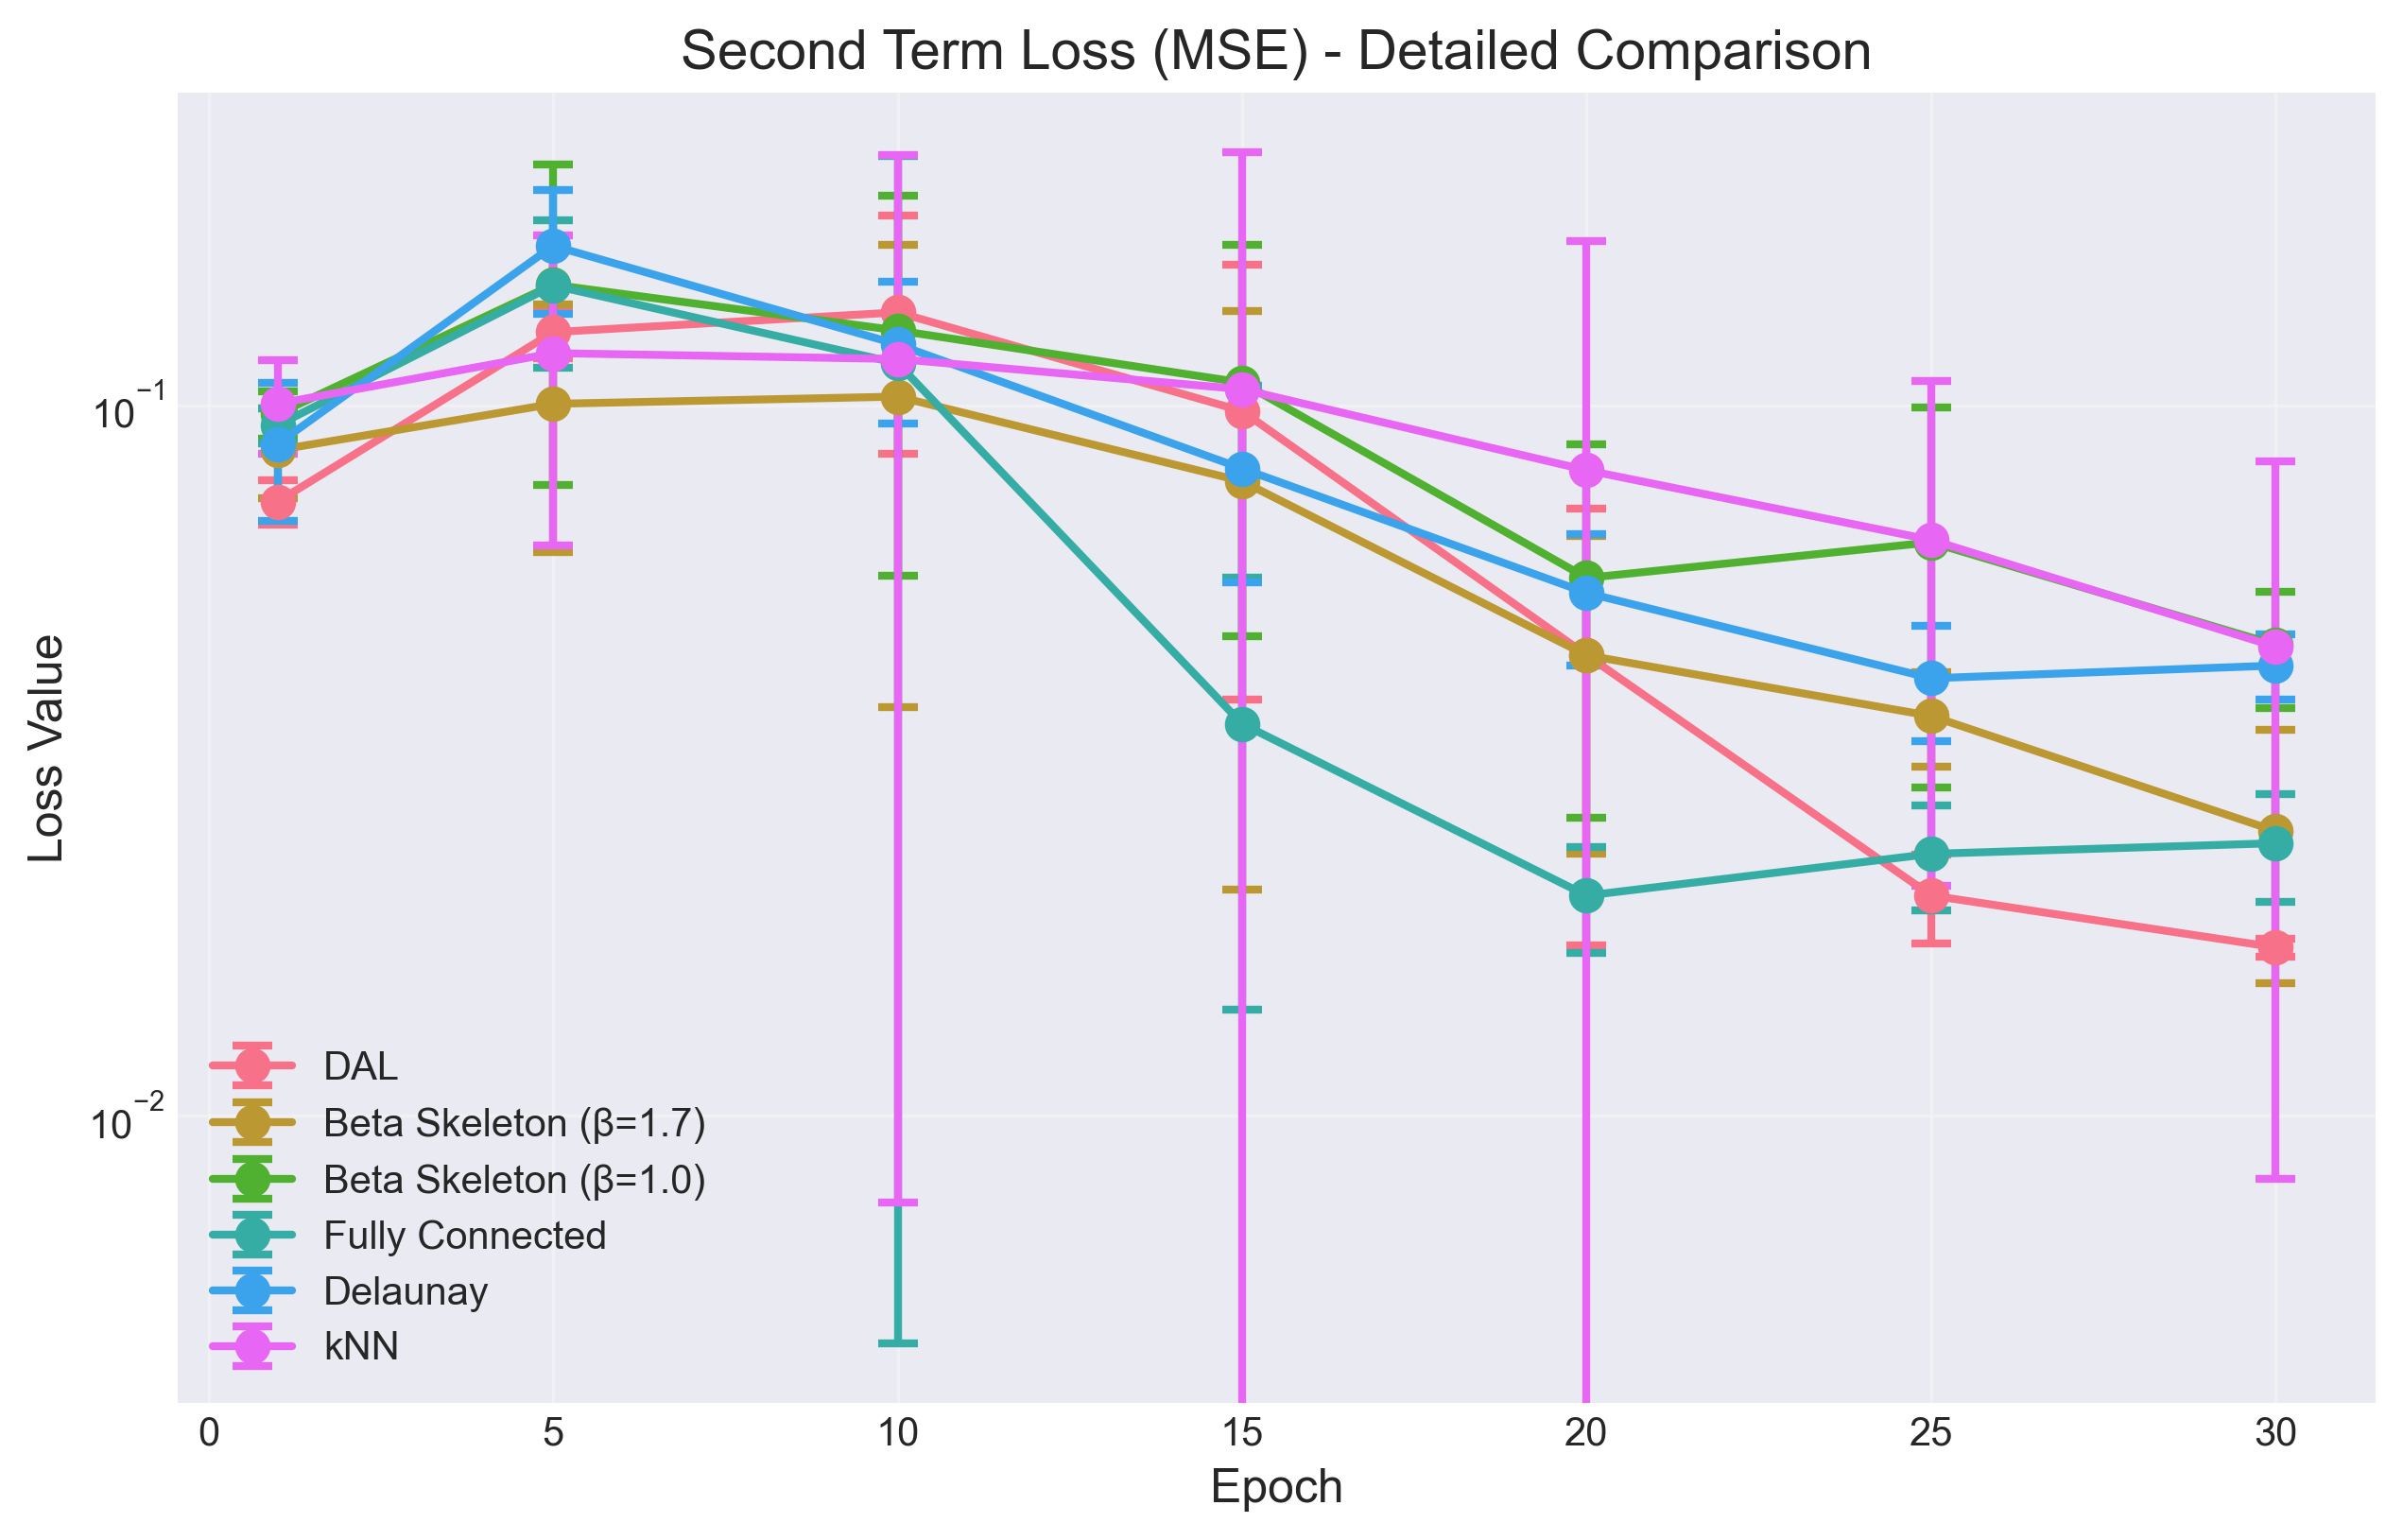 Second Term Loss (MSE) - Detailed Comparison
10⁻¹
10⁻²
Loss Value
DAL
Beta Skeleton (β=1.7)
Beta Skeleton (β=1.0)
Fully Connected
Delaunay
kNN
0 5 10 15 20 25 30
Epoch